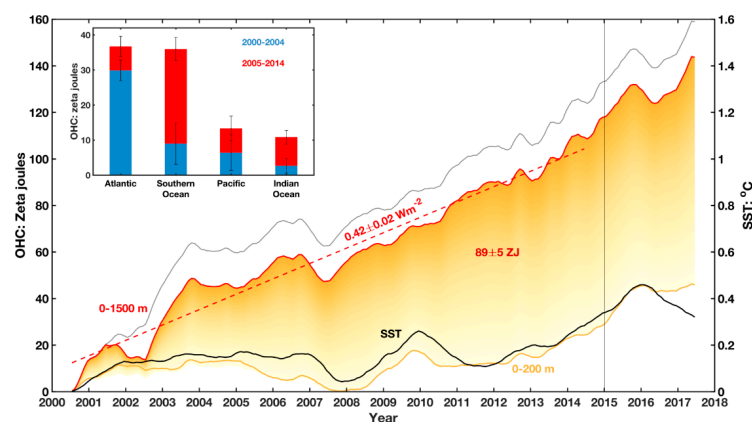 160
140
120
100
80
60
40
20
0
OHC: Zeta joules
1.6
1.4
1.2
1
0.8
0.6
0.4
0.2
0
SST: ºC
40
30
20
10
0
OHC: zeta joules
2000-2004
2005-2014
Atlantic Southern Pacific Indian
Ocean Ocean
0.42±0.02 Wm-2
89±5 ZJ
0-1500 m
SST
0-200 m
2000 2001 2002 2003 2004 2005 2006 2007 2008 2009 2010 2011 2012 2013 2014 2015 2016 2017 2018
Year